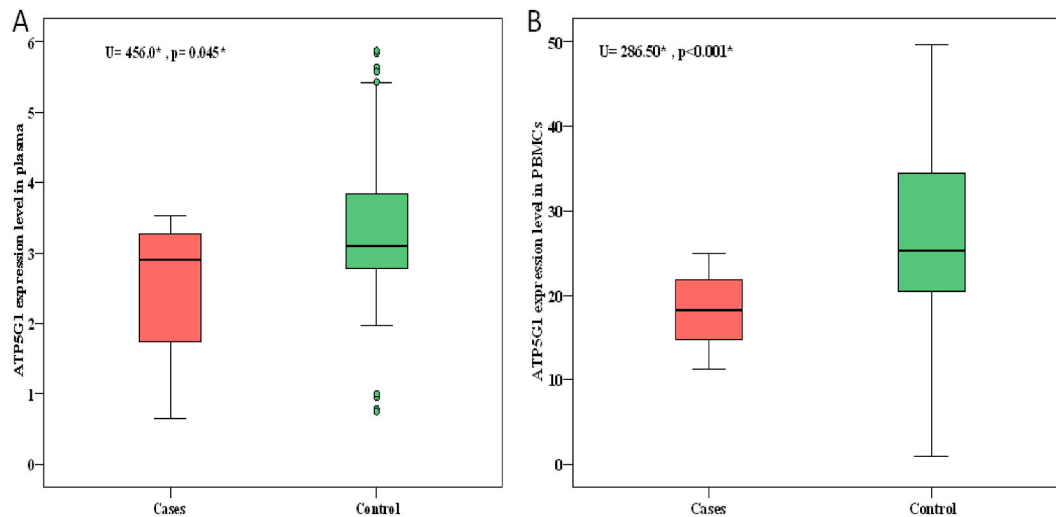 A
U= 456.0* , p= 0.045*
ATP5G1 expression level in plasma
6
5
4
3
2
1
0
Cases
Control
B
U= 286.50* , p<0.001*
ATP5G1 expression level in PBMCs
50
40
30
20
10
0
Cases
Control